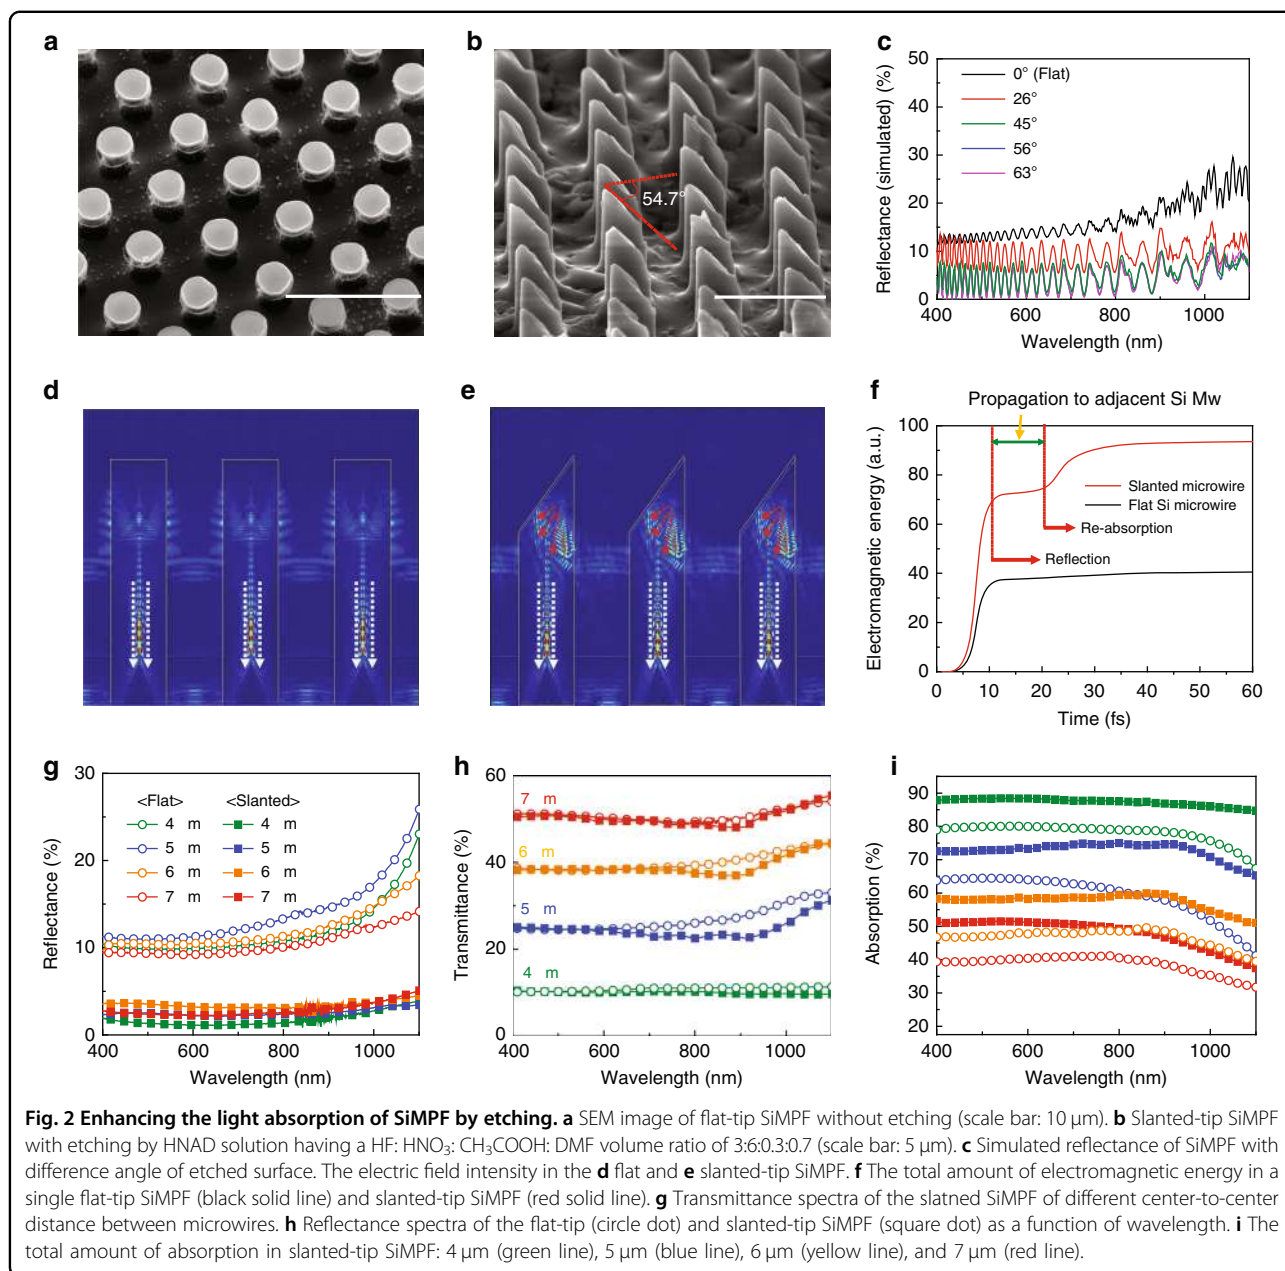 a
b
c
54.7°
Reflectance (simulated) (%)
50
40
30
20
10
0
0° (Flat)
26°
45°
56°
63°
400 500 600 700 800 900 1000
Wavelength (nm)
d
e
f
Propagation to adjacent Si Mw
Electromagnetic energy (a.u.)
100
90
80
70
60
50
40
30
20
10
0
Slanted microwire
Flat Si microwire
Re-absorption
Reflection
0 10 20 30 40 50 60
Time (fs)
g
Reflectance (%)
30
20
10
0
<Flat> <Slanted>
4 m 4 m
5 m 5 m
6 m 6 m
7 m 7 m
400 600 800 1000
Wavelength (nm)
h
Transmittance (%)
60
40
20
0
7 m
6 m
5 m
4 m
400 600 800 1000
Wavelength (nm)
i
Absorption (%)
90
80
70
60
50
40
30
20
400 600 800 1000
Wavelength (nm)
Fig. 2 Enhancing the light absorption of SiMPF by etching. a SEM image of flat-tip SiMPF without etching (scale bar: 10 μm). b Slanted-tip SiMPF
with etching by HNAD solution having a HF: HNO₃: CH₃COOH: DMF volume ratio of 3:6:0.3:0.7 (scale bar: 5 μm). c Simulated reflectance of SiMPF with
difference angle of etched surface. The electric field intensity in the d flat and e slanted-tip SiMPF. f The total amount of electromagnetic energy in a
single flat-tip SiMPF (black solid line) and slanted-tip SiMPF (red solid line). g Transmittance spectra of the slatned SiMPF of different center-to-center
distance between microwires. h Reflectance spectra of the flat-tip (circle dot) and slanted-tip SiMPF (square dot) as a function of wavelength. i The
total amount of absorption in slanted-tip SiMPF: 4 μm (green line), 5 μm (blue line), 6 μm (yellow line), and 7 μm (red line).